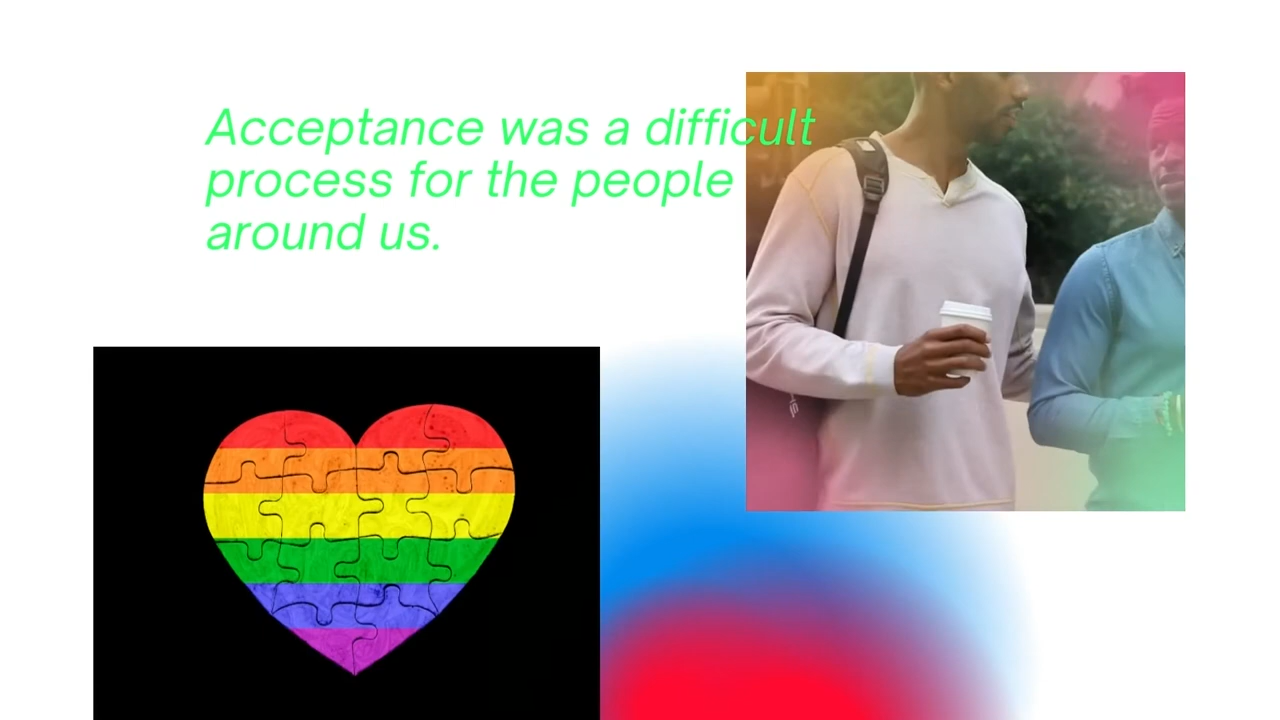 Acceptance was a difficult
process for the people
around us.